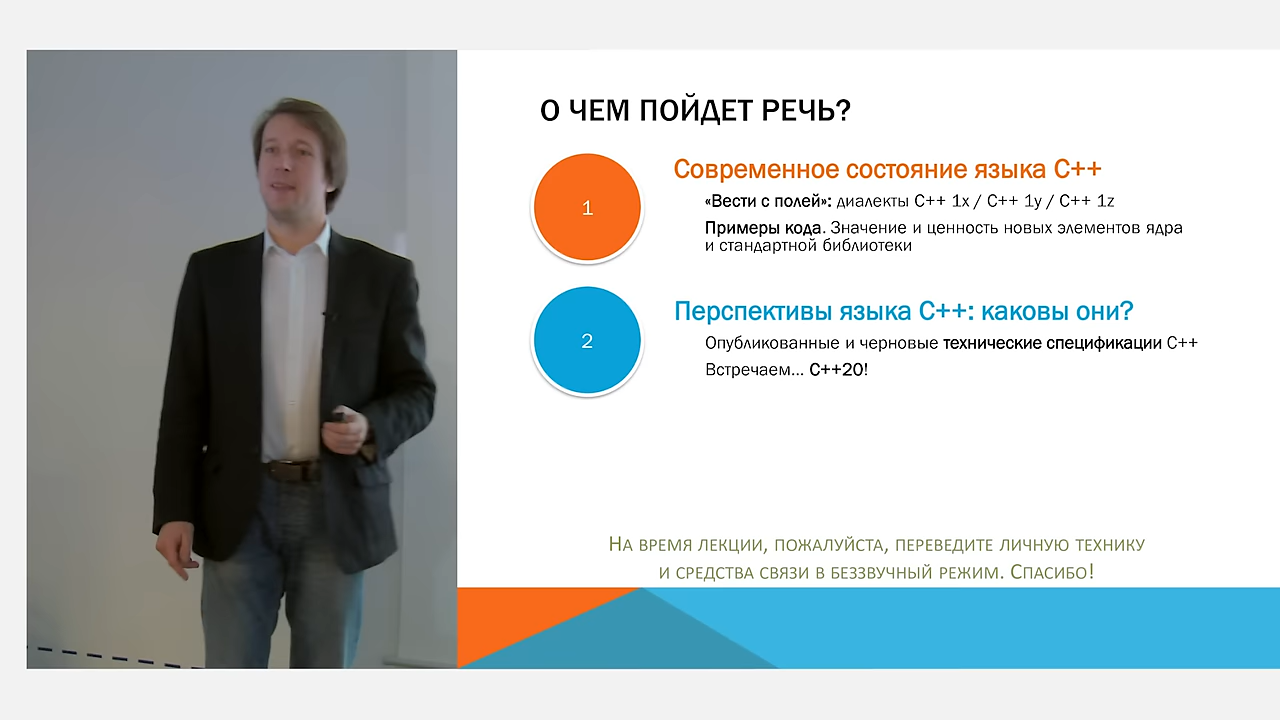 О ЧЕМ ПОЙДЕТ РЕЧЬ?
1
Современное состояние языка C++
«Вести с полей»: диалекты C++ 1x / C++ 1y / C++ 1z
Примеры кода. Значение и ценность новых элементов ядра
и стандартной библиотеки
2
Перспективы языка C++: каковы они?
Опубликованные и черновые технические спецификации C++
Встречаем... C++20!
НА ВРЕМЯ ЛЕКЦИИ, ПОЖАЛУЙСТА, ПЕРЕВЕДИТЕ ЛИЧНУЮ ТЕХНИКУ
И СРЕДСТВА СВЯЗИ В БЕЗЗВУЧНЫЙ РЕЖИМ. СПАСИБО!